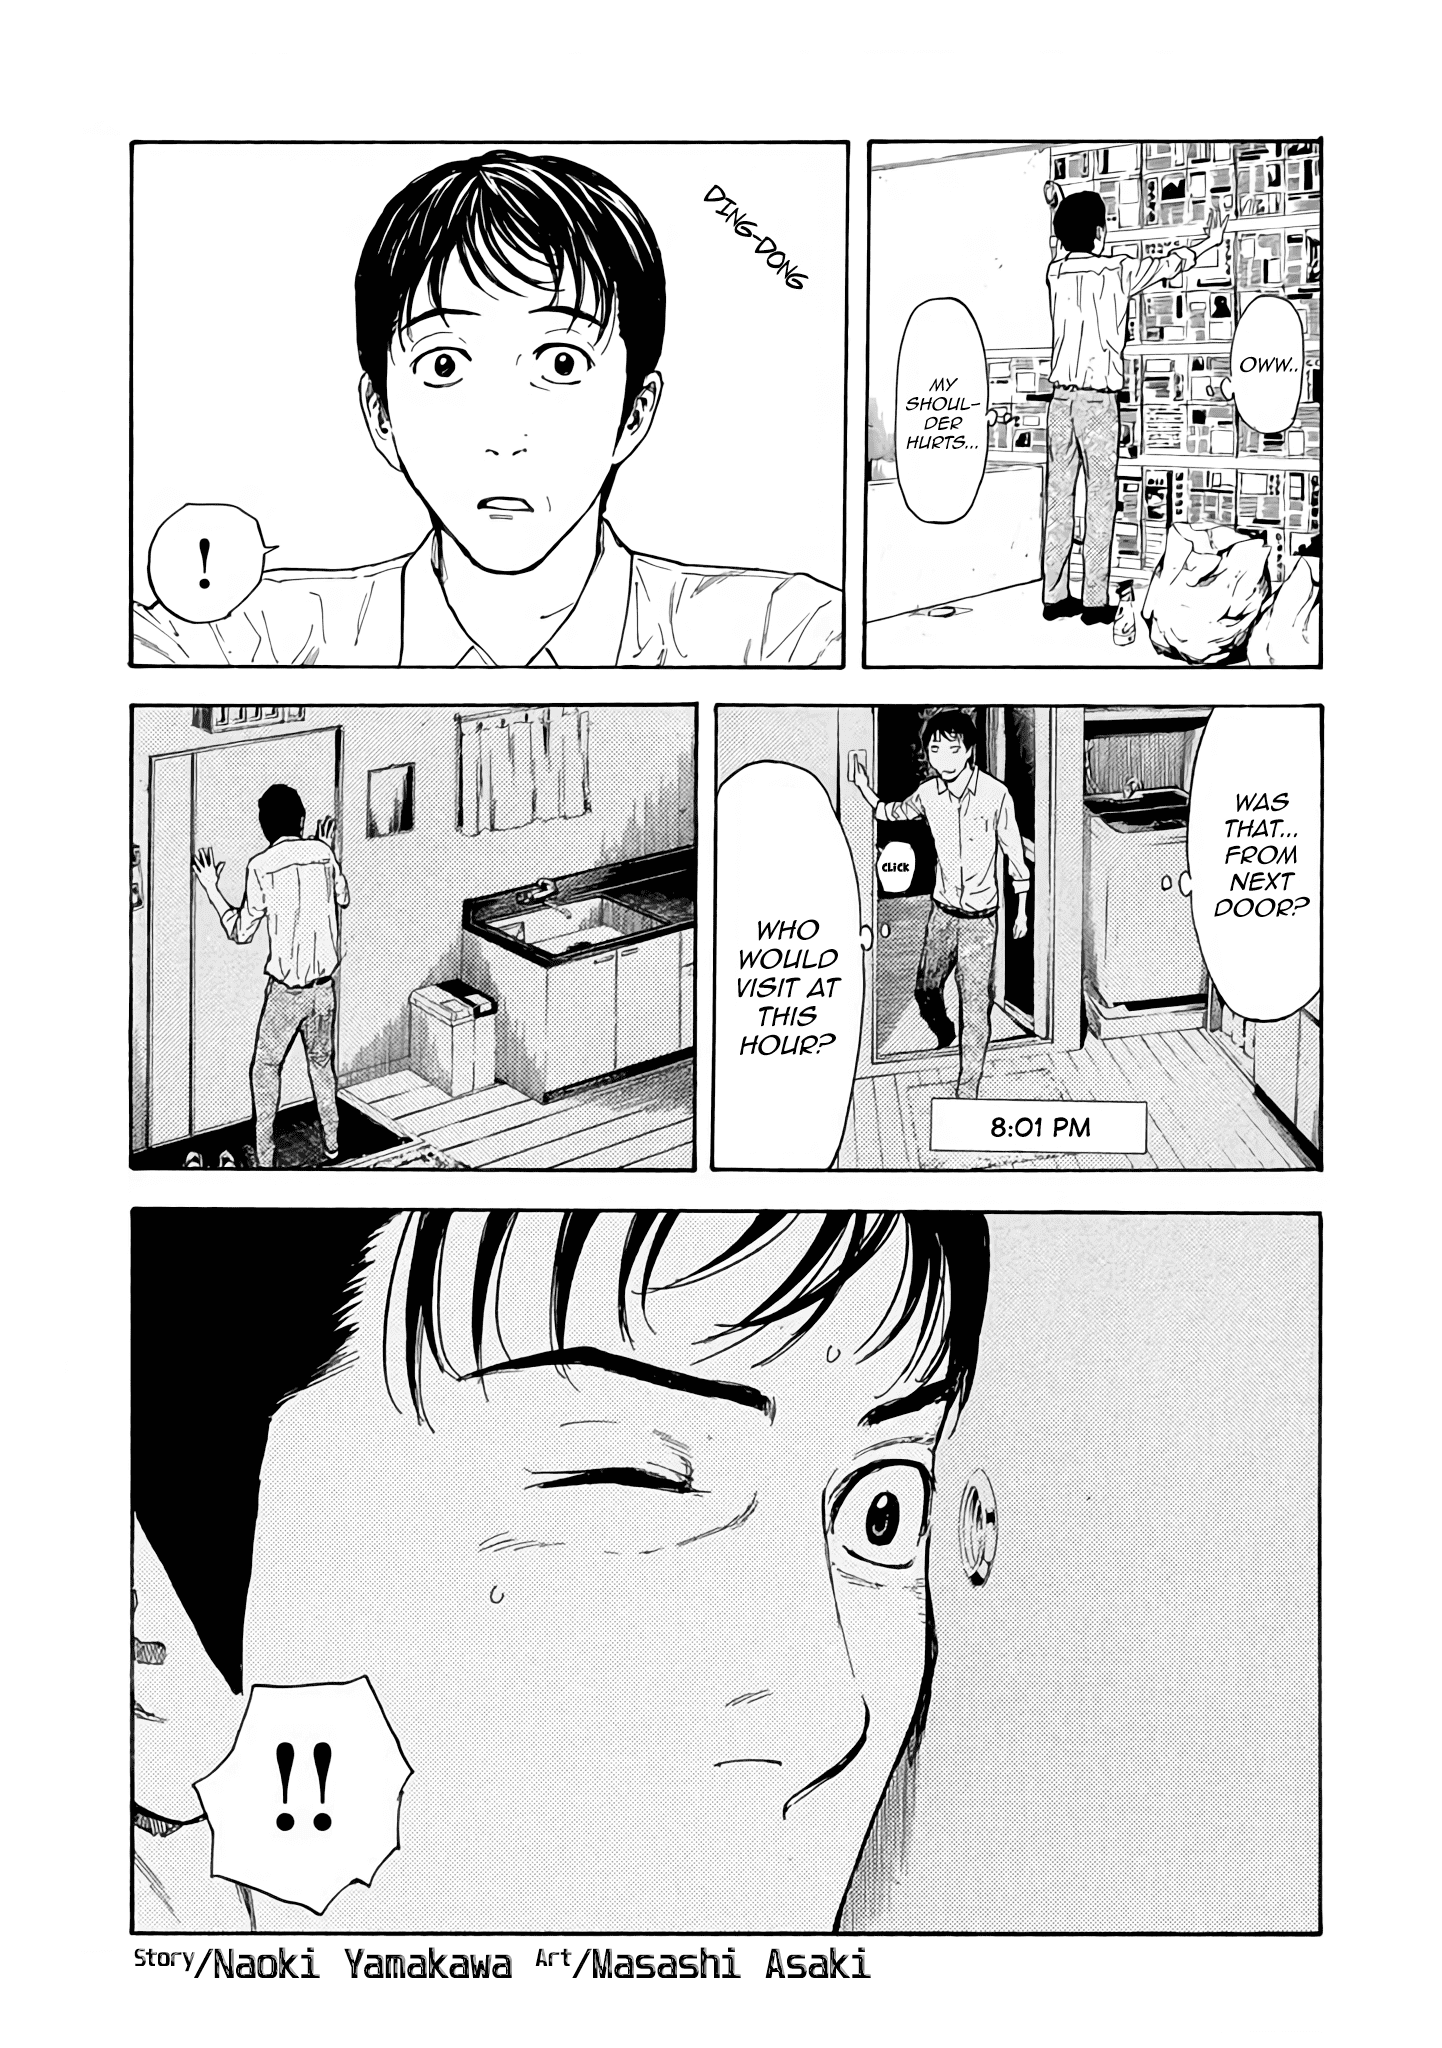 OWW..
MY
SHOUL-
DER
HURTS...
DING-DONG
!
WAS
THAT...
FROM
NEXT
DOOR?
CLICK
WHO
WOULD
VISIT AT
THIS
HOUR?
8:01 PM
!!
Story/Naoki Yamakawa Art/Masashi Asaki